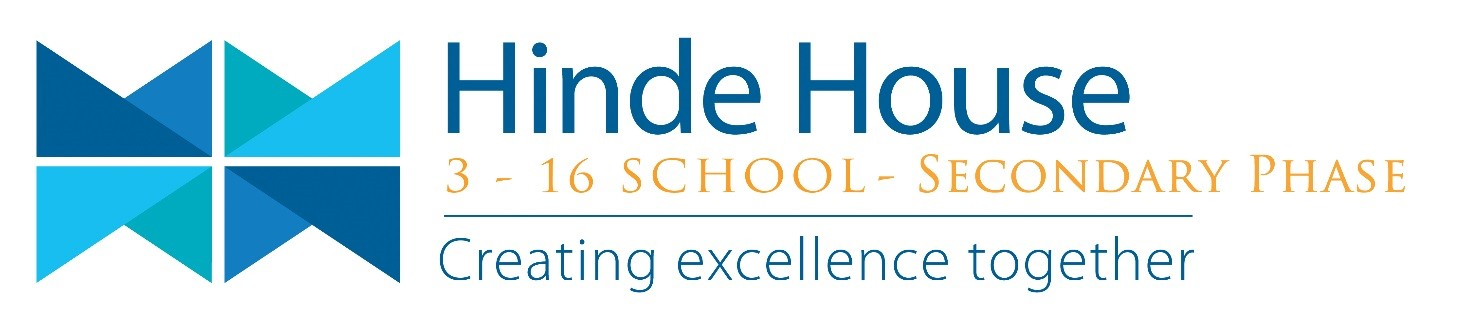 Hinde House
3 - 16 SCHOOL - SECONDARY PHASE
Creating excellence together